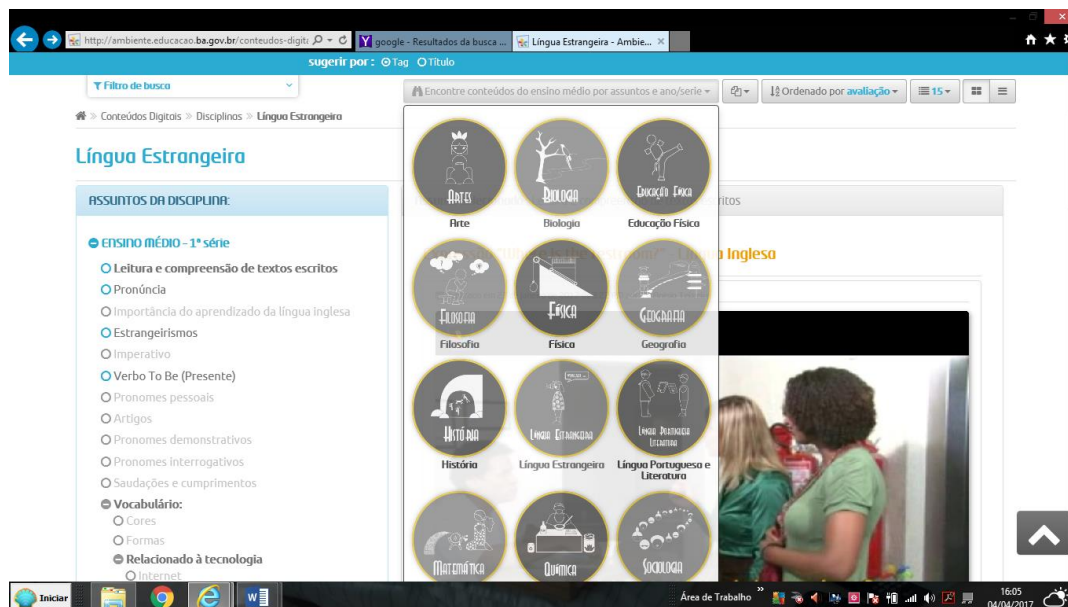 http://ambiente.educacao.ba.gov.br/conteudos-digit
google - Resultados da busca ...
Língua Estrangeira - Ambie...
sugerir por : Tag Título
Filtro de busca
Encontre conteúdos do ensino médio por assuntos e ano/serie
Ordenado por avaliação
15
» Conteúdos Digitais » Disciplinas » Língua Estrangeira
Língua Estrangeira
ASSUNTOS DA DISCIPLINA:
ENSINO MÉDIO - 1ª série
Leitura e compreensão de textos escritos
Pronúncia
Importância do aprendizado da língua inglesa
Estrangeirismos
Imperativo
Verbo To Be (Presente)
Pronomes pessoais
Artigos
Pronomes demonstrativos
Pronomes interrogativos
Saudações e cumprimentos
Vocabulário:
Cores
Formas
Relacionado à tecnologia
Internet
Artes Biologia Educação Física
Arte Biologia Educação Física
Filosofia Física Geografia
Filosofia Física Geografia
História Língua Estrangeira Língua Portuguesa Literatura
História Língua Estrangeira Língua Portuguesa e
Literatura
Matemática Química Sociologia
ritos
Inglesa
Iniciar
Área de Trabalho
16:05
04/04/2017